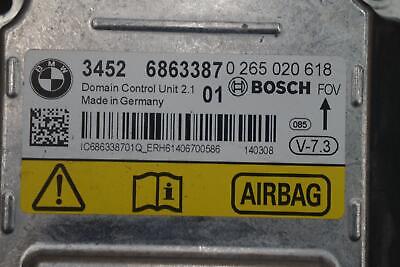 BMW
3452 6863387 0 265 020 618
Domain Control Unit 2.1 01 BOSCH FOV
Made in Germany
085
V-7.3
IC686338701Q_ERH61406700586 140308
AIRBAG